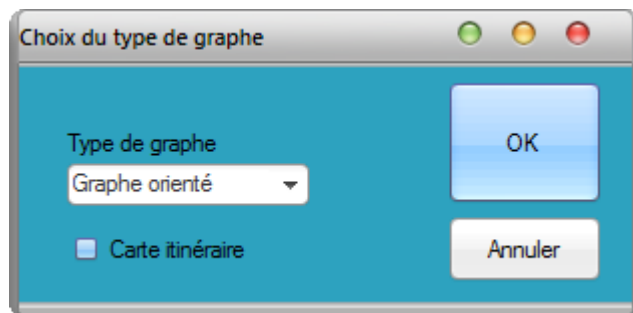 Choix du type de graphe
Type de graphe
OK
Graphe orienté
Carte itinéraire
Annuler